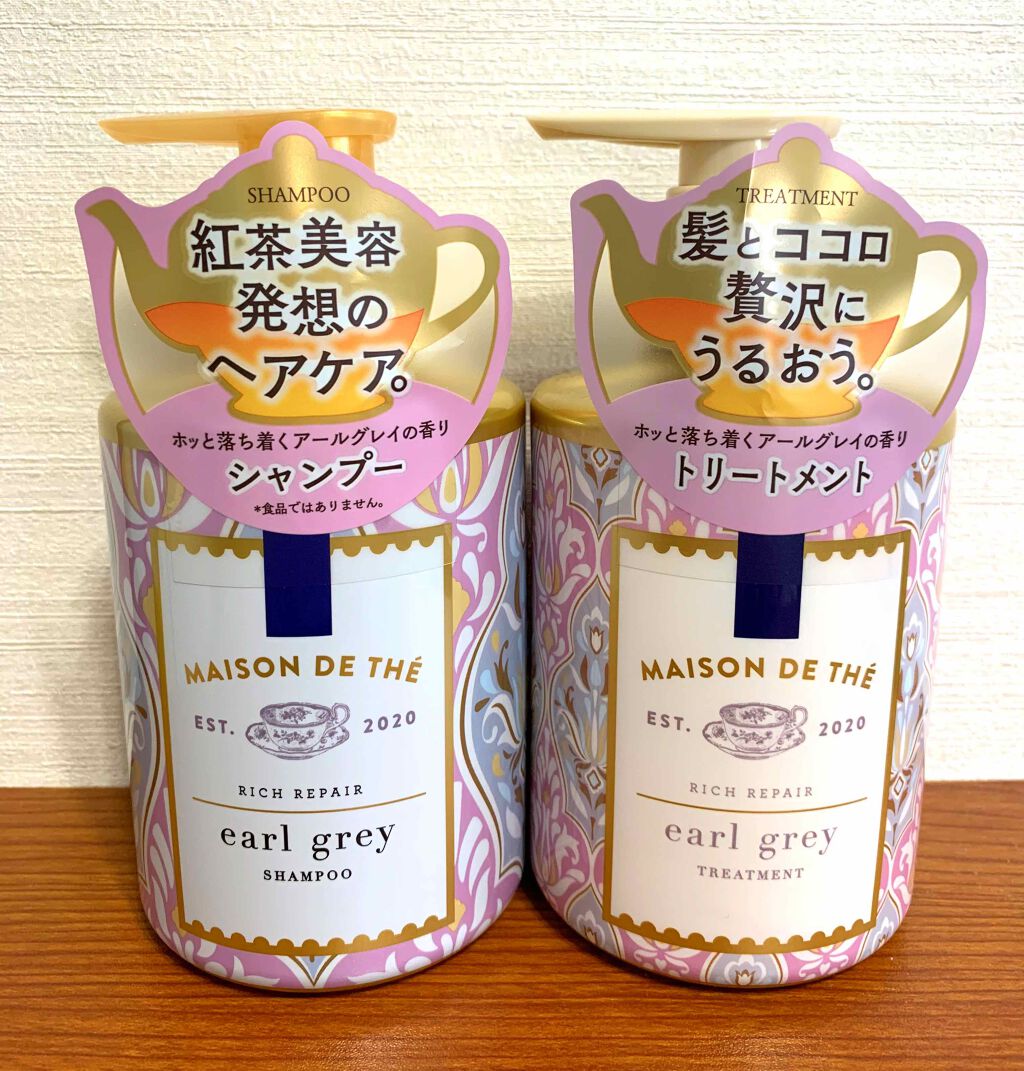 SHAMPOO
紅茶美容
発想の
ヘアケア。
ホッと落ち着くアールグレイの香り
シャンプー
*食品ではありません。
MAISON DE THÉ
EST. 2020
RICH REPAIR
earl grey
SHAMPOO
TREATMENT
髪とココロ
贅沢に
うるおう。
ホッと落ち着くアールグレイの香り
トリートメント
MAISON DE THÉ
EST. 2020
RICH REPAIR
earl grey
TREATMENT